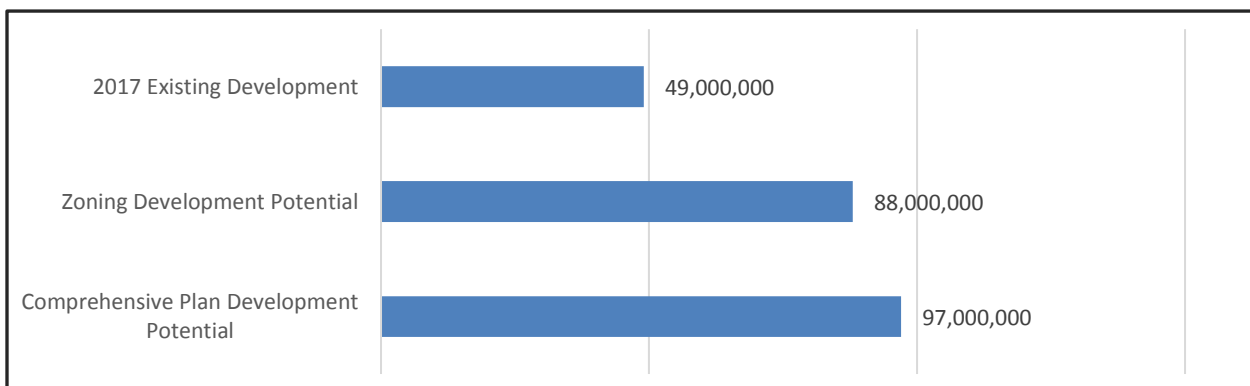 2017 Existing Development
49,000,000
Zoning Development Potential
88,000,000
Comprehensive Plan Development
Potential
97,000,000